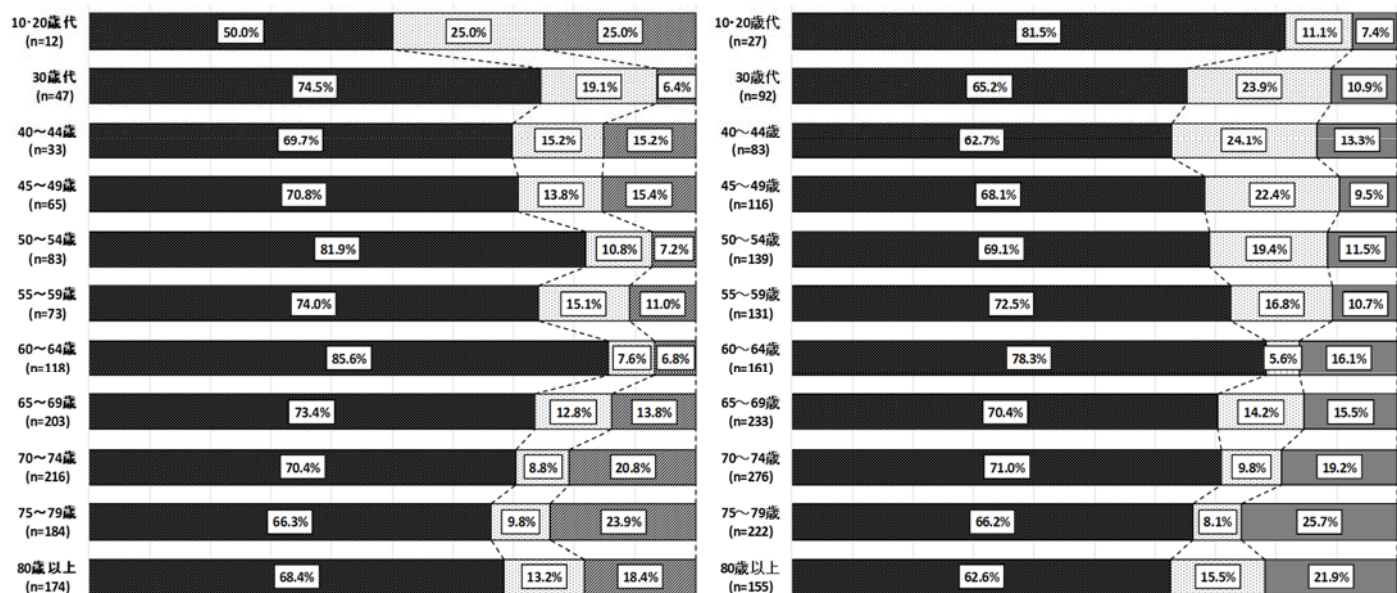 10・20歳代
(n=12)
50.0%
25.0%
25.0%
30歳代
(n=47)
74.5%
19.1%
6.4%
40～44歳
(n=33)
69.7%
15.2%
15.2%
45～49歳
(n=65)
70.8%
13.8%
15.4%
50～54歳
(n=83)
81.9%
10.8%
7.2%
55～59歳
(n=73)
74.0%
15.1%
11.0%
60～64歳
(n=118)
85.6%
7.6%
6.8%
65～69歳
(n=203)
73.4%
12.8%
13.8%
70～74歳
(n=216)
70.4%
8.8%
20.8%
75～79歳
(n=184)
66.3%
9.8%
23.9%
80歳以上
(n=174)
68.4%
13.2%
18.4%
10・20歳代
(n=27)
81.5%
11.1%
7.4%
30歳代
(n=92)
65.2%
23.9%
10.9%
40～44歳
(n=83)
62.7%
24.1%
13.3%
45～49歳
(n=116)
68.1%
22.4%
9.5%
50～54歳
(n=139)
69.1%
19.4%
11.5%
55～59歳
(n=131)
72.5%
16.8%
10.7%
60～64歳
(n=161)
78.3%
5.6%
16.1%
65～69歳
(n=233)
70.4%
14.2%
15.5%
70～74歳
(n=276)
71.0%
9.8%
19.2%
75～79歳
(n=222)
66.2%
8.1%
25.7%
80歳以上
(n=155)
62.6%
15.5%
21.9%